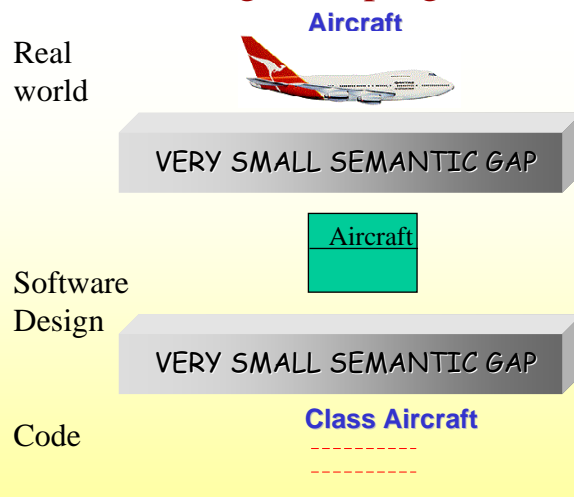 Aircraft
Real
world
VERY SMALL SEMANTIC GAP
Aircraft
Software
Design
VERY SMALL SEMANTIC GAP
Class Aircraft
Code